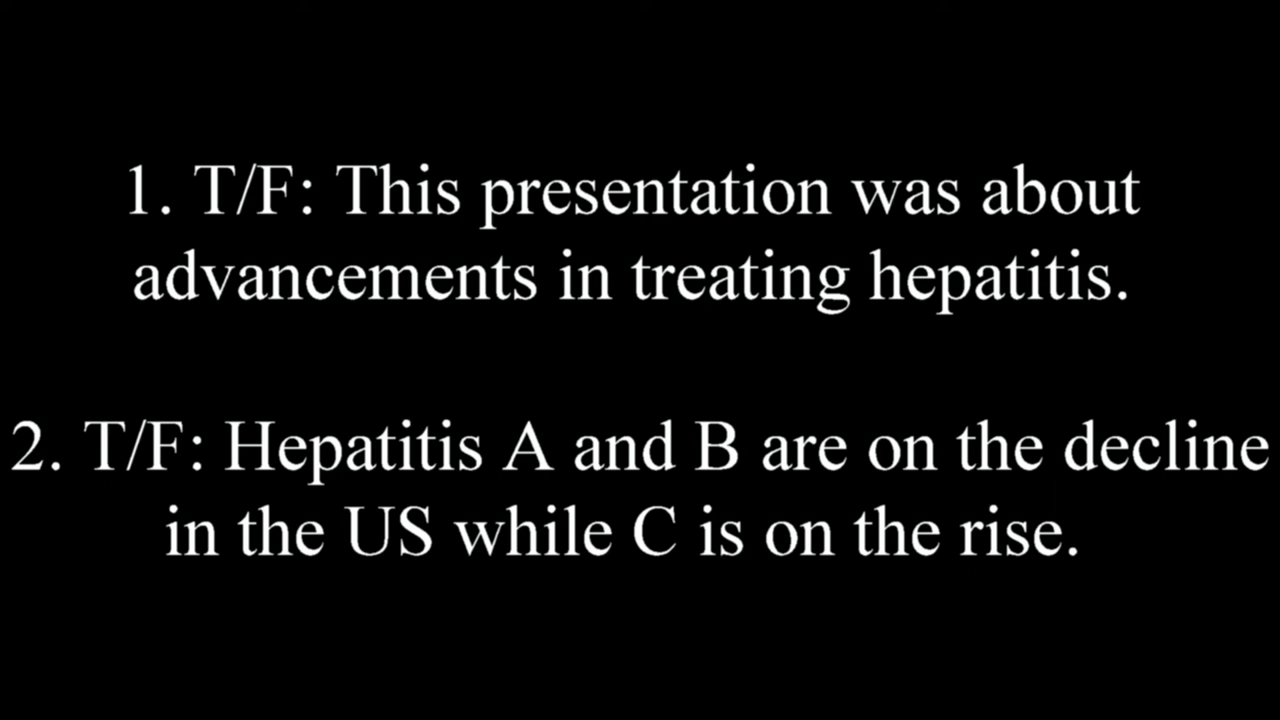 1. T/F: This presentation was about
advancements in treating hepatitis.
2. T/F: Hepatitis A and B are on the decline
in the US while C is on the rise.